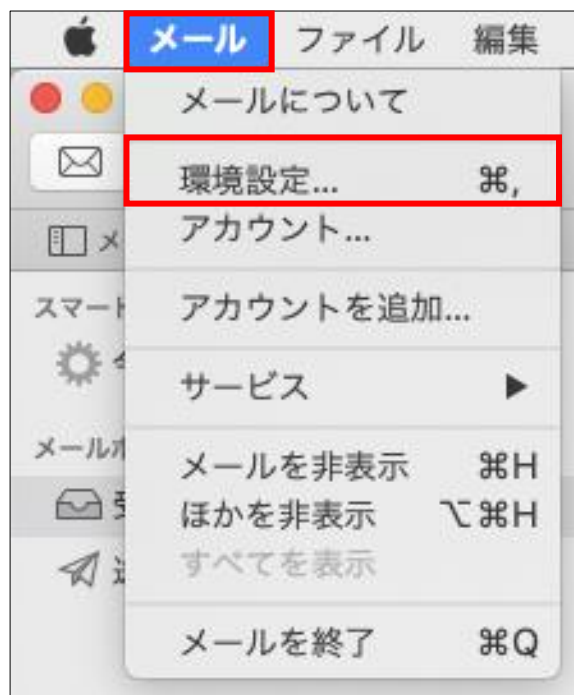 メール ファイル 編集
メールについて
環境設定... ⌘,
アカウント...
スマート
アカウントを追加...
サービス ▶
メールボ
メールを非表示 ⌘H
ほかを非表示 ⌥⌘H
すべてを表示
メールを終了 ⌘Q